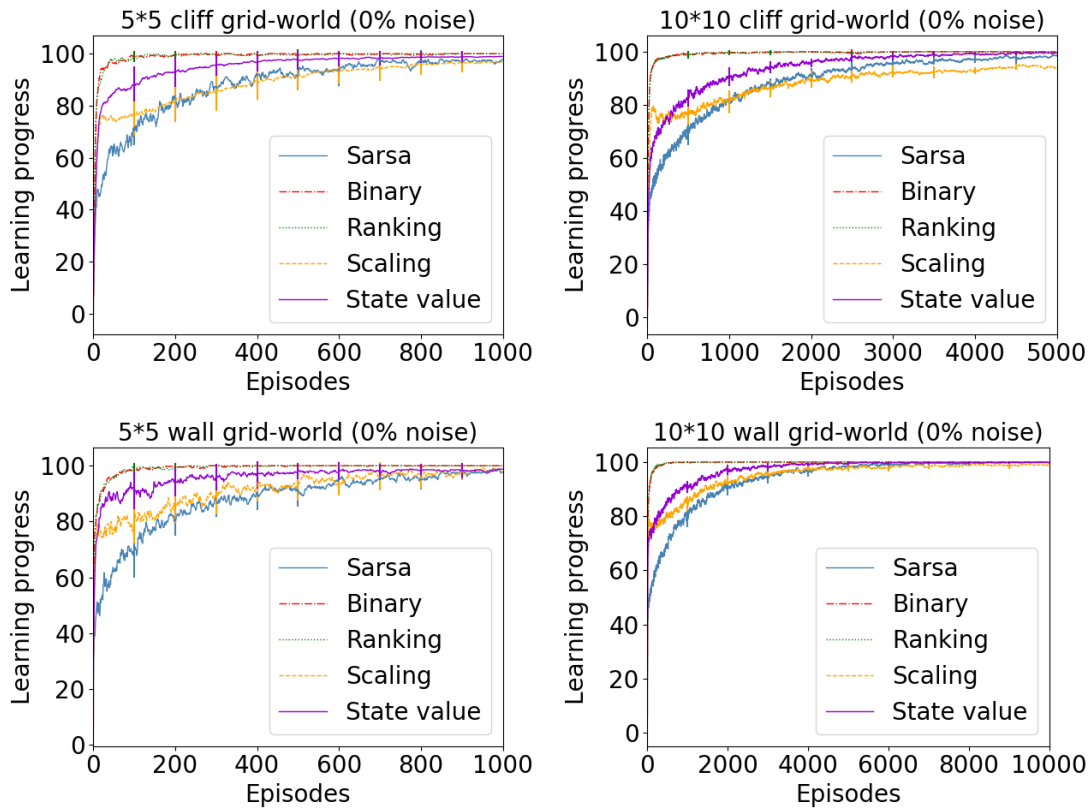 5*5 cliff grid-world (0% noise)
Learning progress
100
80
60
40
20
0
Sarsa
Binary
Ranking
Scaling
State value
0 200 400 600 800 1000
Episodes
10*10 cliff grid-world (0% noise)
Learning progress
100
80
60
40
20
0
Sarsa
Binary
Ranking
Scaling
State value
0 1000 2000 3000 4000 5000
Episodes
5*5 wall grid-world (0% noise)
Learning progress
100
80
60
40
20
0
Sarsa
Binary
Ranking
Scaling
State value
0 200 400 600 800 1000
Episodes
10*10 wall grid-world (0% noise)
Learning progress
100
80
60
40
20
0
Sarsa
Binary
Ranking
Scaling
State value
0 2000 4000 6000 8000 10000
Episodes